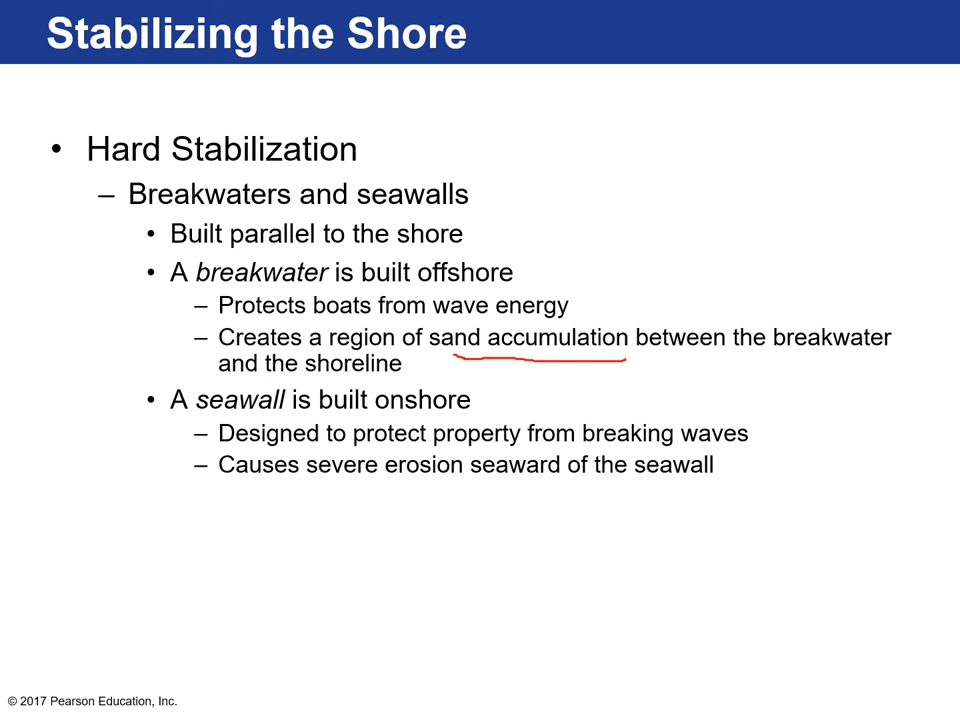 Stabilizing the Shore
• Hard Stabilization
– Breakwaters and seawalls
• Built parallel to the shore
• A breakwater is built offshore
– Protects boats from wave energy
– Creates a region of sand accumulation between the breakwater
and the shoreline
• A seawall is built onshore
– Designed to protect property from breaking waves
– Causes severe erosion seaward of the seawall
© 2017 Pearson Education, Inc.